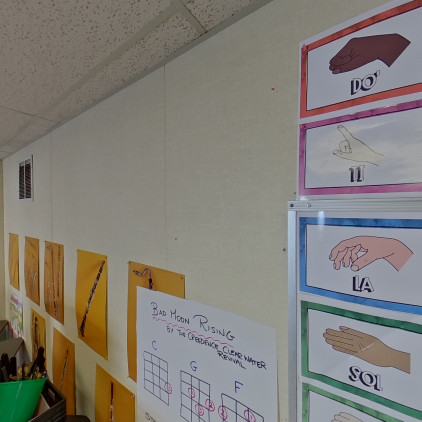 DO'
TI
LA
SOL
BAD MOON RISING
BY THE CREEDENCE CLEARWATER
REVIVAL
C G F